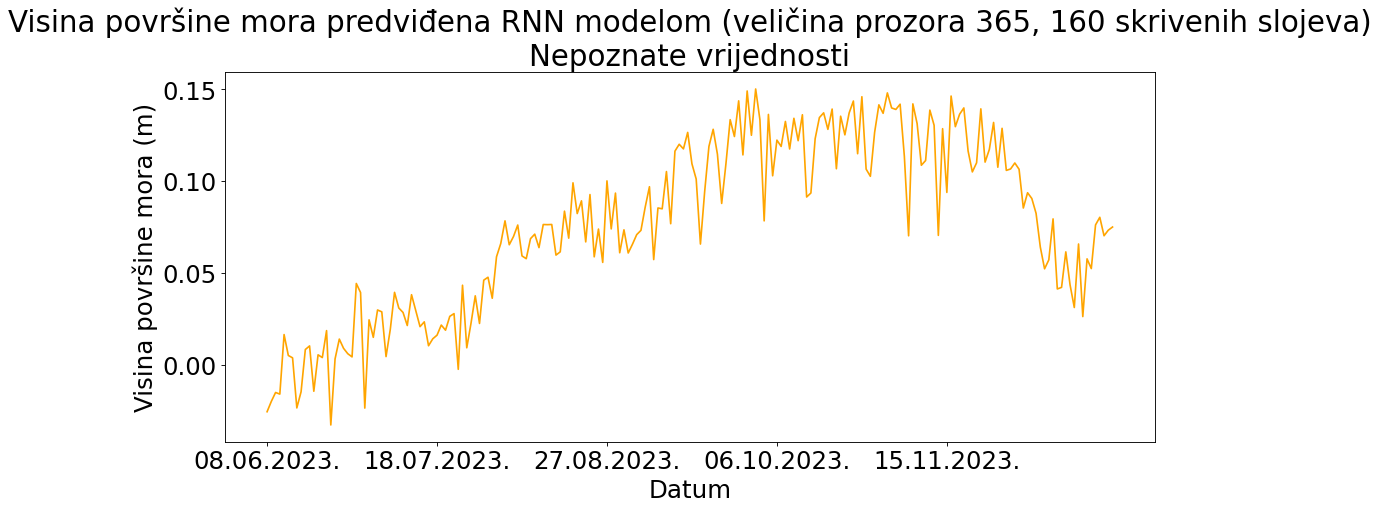 Visina površine mora predviđena RNN modelom (veličina prozora 365, 160 skrivenih slojeva)
Nepoznate vrijednosti
Visina površine mora (m)
0.15
0.10
0.05
0.00
08.06.2023. 18.07.2023. 27.08.2023. 06.10.2023. 15.11.2023.
Datum